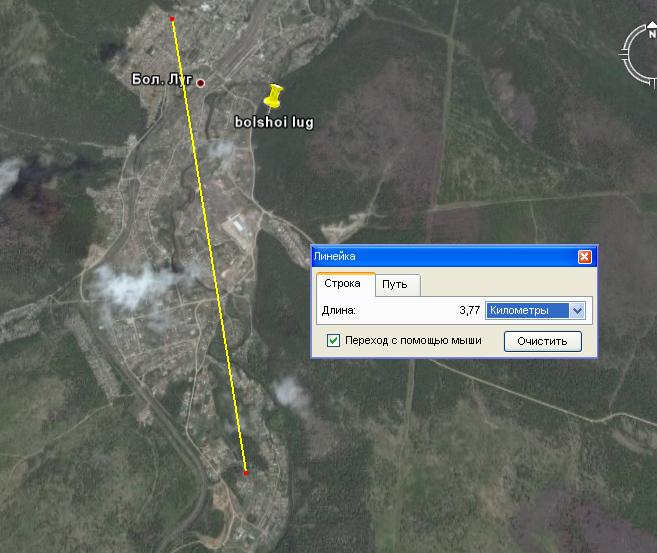 N
Бол. Луг
bolshoi lug
Линейка
Строка Путь
Длина: 3,77 Километры
Переход с помощью мыши Очистить